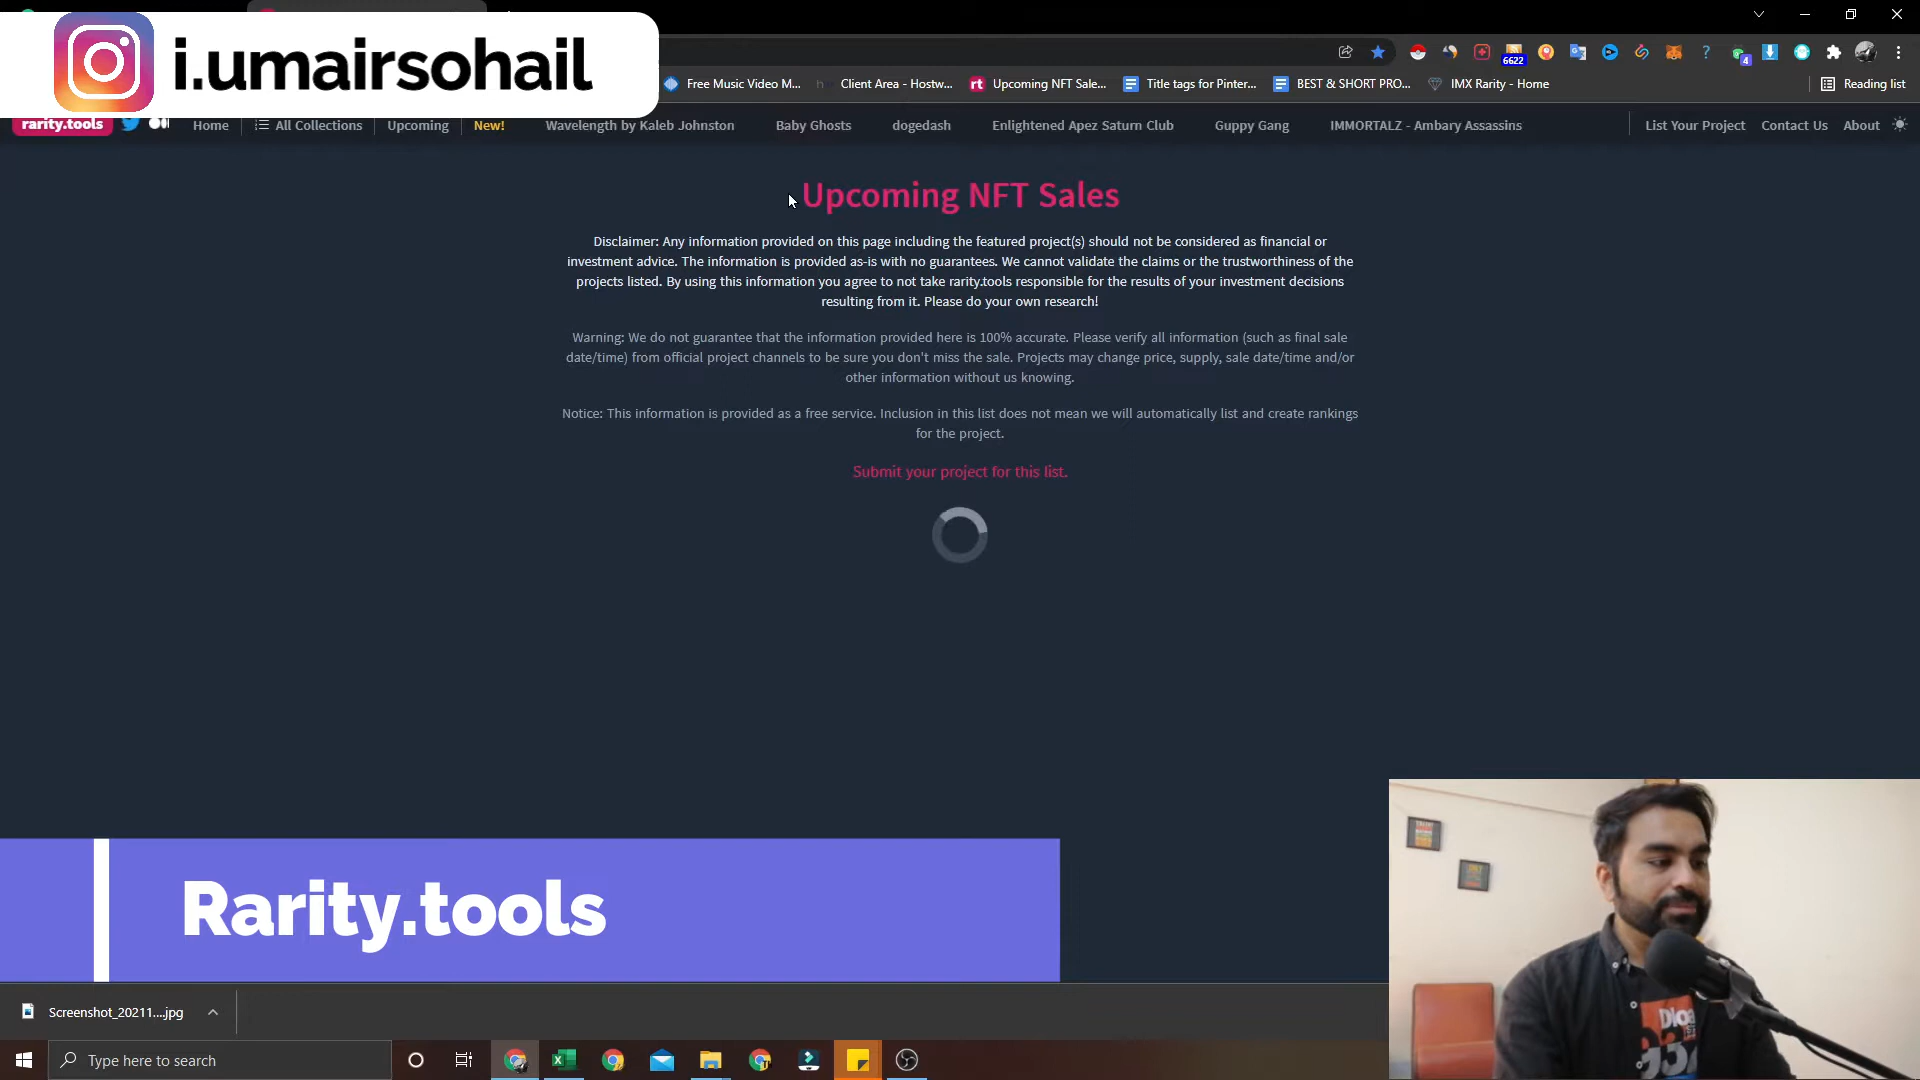 i.umairsohail
6622
4
Free Music Video M...
Client Area - Hostw...
rt
Upcoming NFT Sale...
Title tags for Pinter...
BEST & SHORT PRO...
IMX Rarity - Home
Reading list
rarity.tools
Home
All Collections
Upcoming
New!
Wavelength by Kaleb Johnston
Baby Ghosts
dogedash
Enlightened Apez Saturn Club
Guppy Gang
IMMORTALZ - Ambary Assassins
List Your Project
Contact Us
About
Upcoming NFT Sales
Disclaimer: Any information provided on this page including the featured project(s) should not be considered as financial or
investment advice. The information is provided as-is with no guarantees. We cannot validate the claims or the trustworthiness of the
projects listed. By using this information you agree to not take rarity.tools responsible for the results of your investment decisions
resulting from it. Please do your own research!
Warning: We do not guarantee that the information provided here is 100% accurate. Please verify all information (such as final sale
date/time) from official project channels to be sure you don't miss the sale. Projects may change price, supply, sale date/time and/or
other information without us knowing.
Notice: This information is provided as a free service. Inclusion in this list does not mean we will automatically list and create rankings
for the project.
Submit your project for this list.
Rarity.tools
Screenshot_20211....jpg
Type here to search